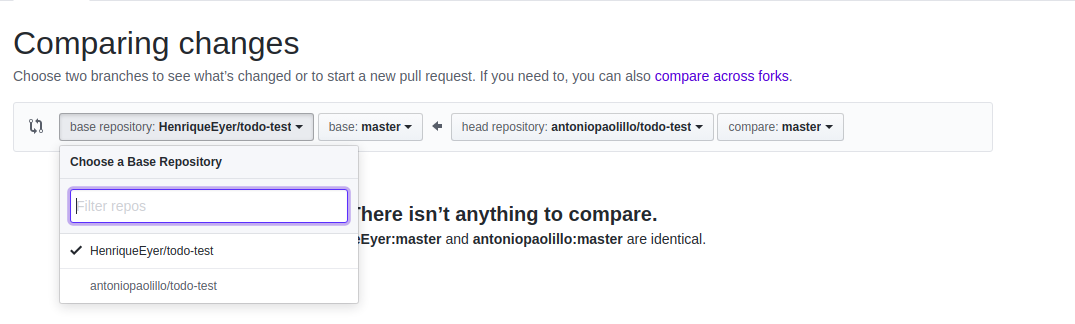 Comparing changes
Choose two branches to see what’s changed or to start a new pull request. If you need to, you can also compare across forks.
base repository: HenriqueEyer/todo-test base: master head repository: antoniopaolillo/todo-test compare: master
Choose a Base Repository
Filter repos
There isn’t anything to compare.
eEyer:master and antoniopaolillo:master are identical.
HenriqueEyer/todo-test
antoniopaolillo/todo-test